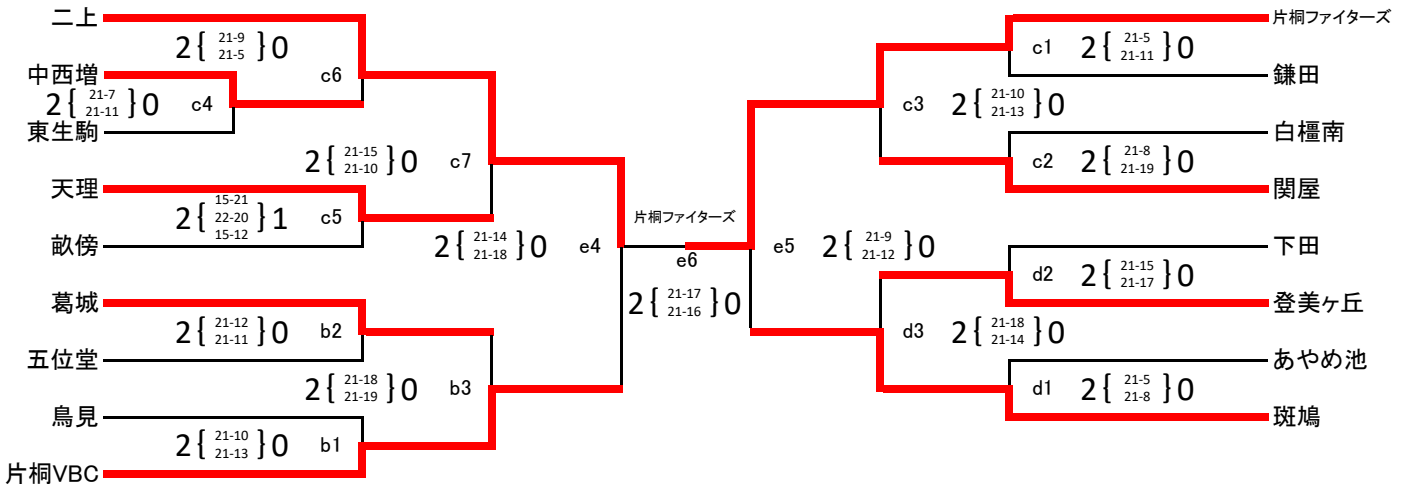 二上
2{ 21-9 }0
21-5
c6
中西増
2{ 21-7 }0
21-11
c4
東生駒
2{ 21-15 }0
21-10
c7
天理
2{ 15-21 }1
22-20
15-12
c5
畝傍
2{ 21-14 }0
21-18
e4
葛城
2{ 21-12 }0
21-11
b2
五位堂
2{ 21-18 }0
21-19
b3
鳥見
2{ 21-10 }0
21-13
b1
片桐VBC
片桐ファイターズ
e6
2{ 21-17 }0
21-16
片桐ファイターズ
c1
2{ 21-5 }0
21-11
鎌田
c3
2{ 21-10 }0
21-13
白橿南
c2
2{ 21-8 }0
21-19
関屋
e5
2{ 21-9 }0
21-12
下田
d2
2{ 21-15 }0
21-17
登美ヶ丘
d3
2{ 21-18 }0
21-14
あやめ池
d1
2{ 21-5 }0
21-8
斑鳩